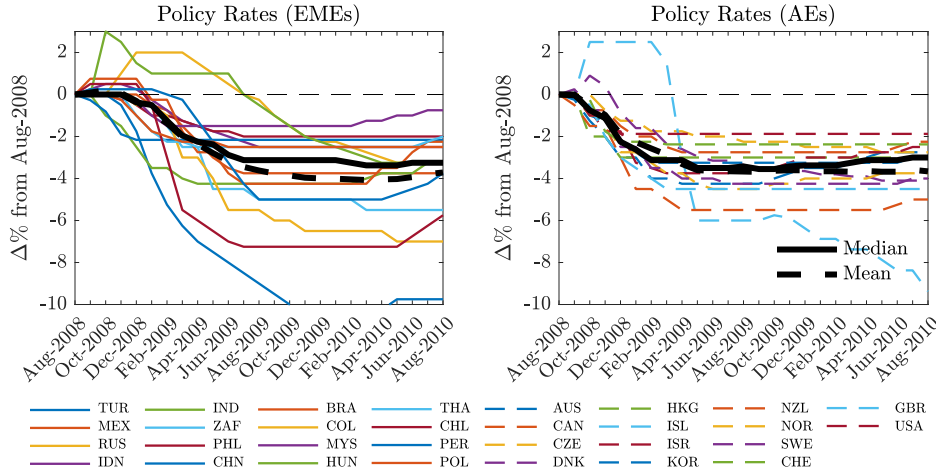 Policy Rates (EMEs)
Δ% from Aug-2008
2
0
-2
-4
-6
-8
-10
Aug-2008
Oct-2008
Dec-2008
Feb-2009
Apr-2009
Jun-2009
Aug-2009
Oct-2009
Dec-2009
Feb-2010
Apr-2010
Jun-2010
Aug-2010
Policy Rates (AEs)
Δ% from Aug-2008
2
0
-2
-4
-6
-8
-10
Median
Mean
Aug-2008
Oct-2008
Dec-2008
Feb-2009
Apr-2009
Jun-2009
Aug-2009
Oct-2009
Dec-2009
Feb-2010
Apr-2010
Jun-2010
Aug-2010
TUR IND BRA THA AUS HKG NZL GBR
MEX ZAF COL CHL CAN ISL NOR USA
RUS PHL MYS PER CZE ISR SWE
IDN CHN HUN POL DNK KOR CHE